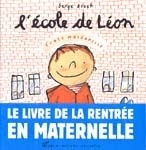 serge bloch
l'école de Léon
LE LIVRE DE LA RENTRÉE
EN MATERNELLE